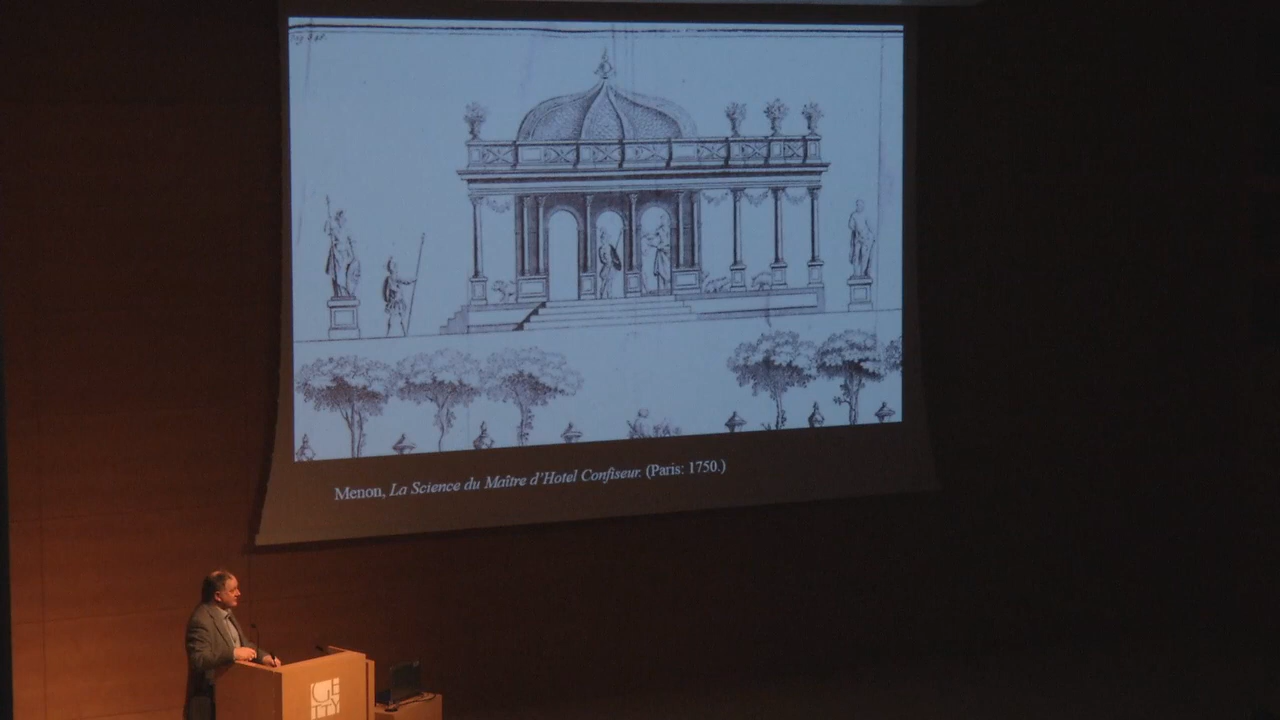 Menon, La Science du Maître d'Hotel Confiseur. (Paris: 1750.)
GETTY